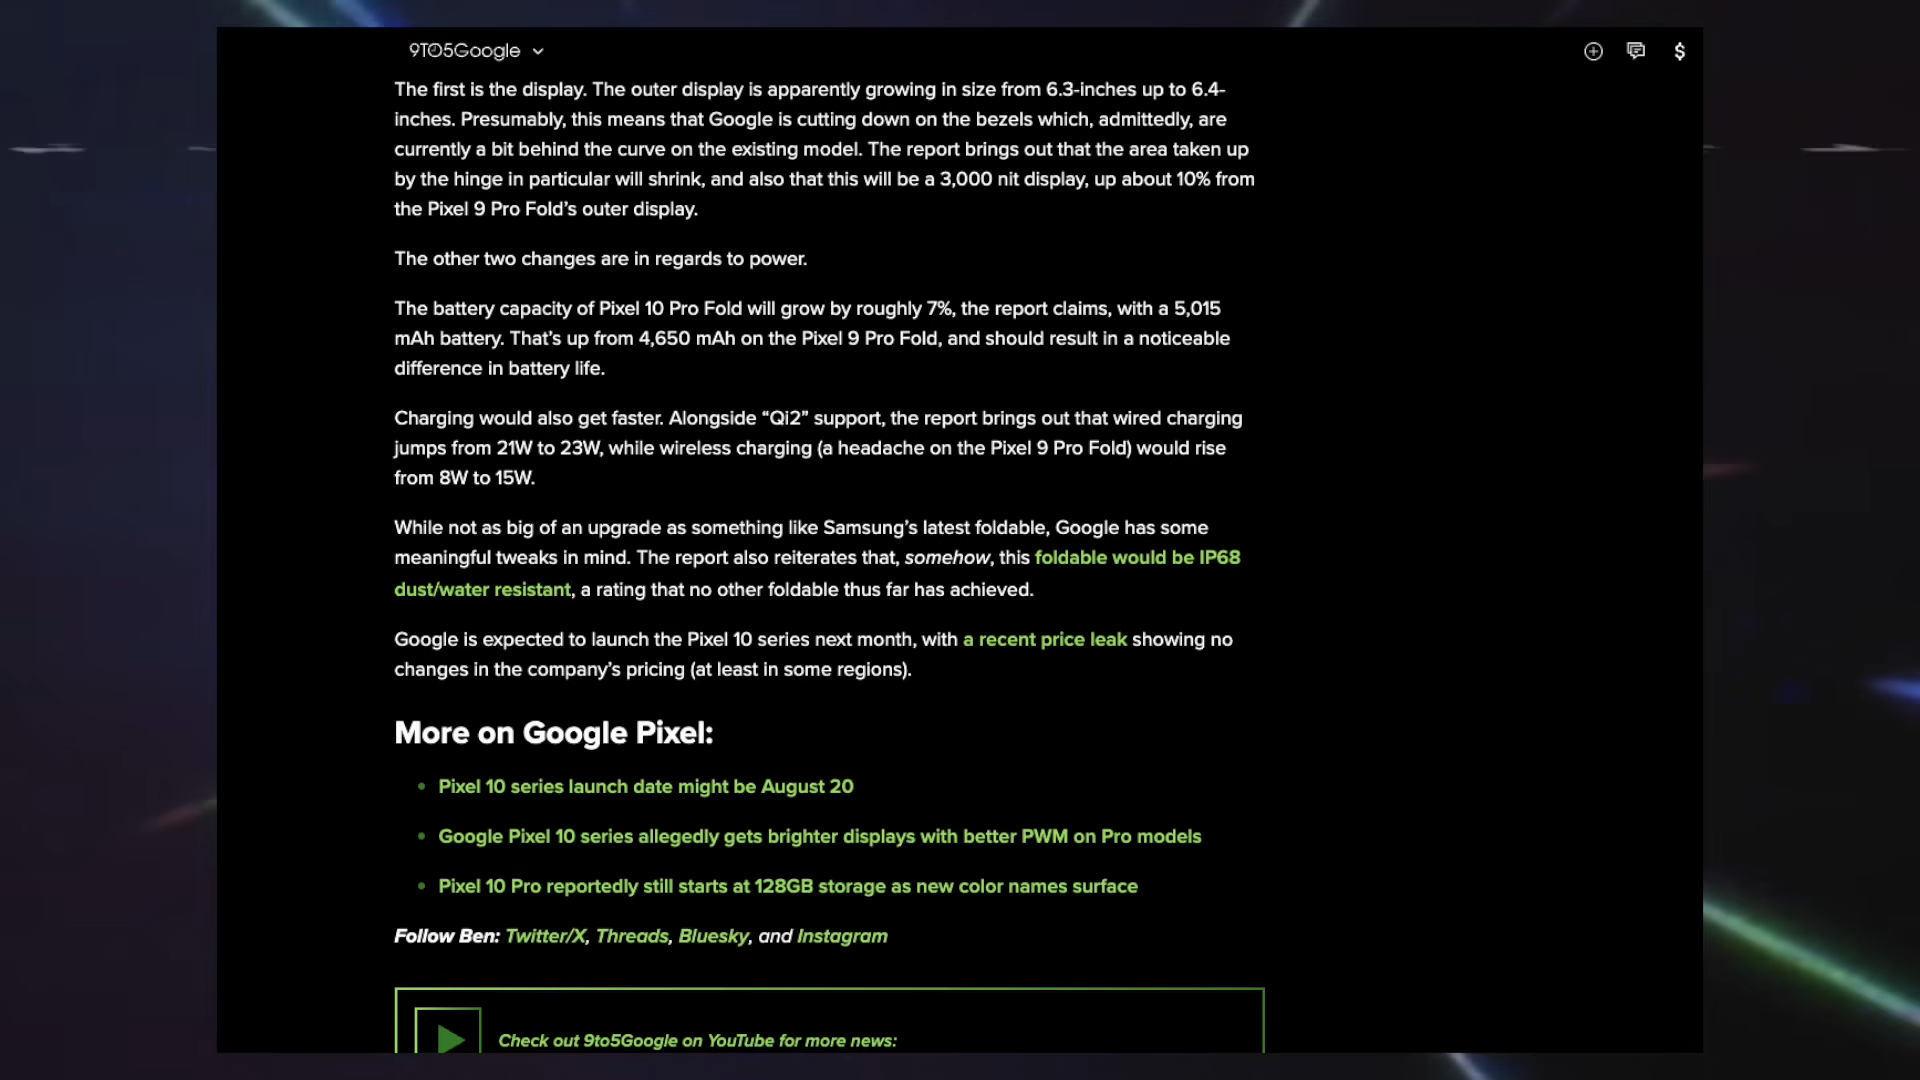 9TO5Google
The first is the display. The outer display is apparently growing in size from 6.3-inches up to 6.4-
inches. Presumably, this means that Google is cutting down on the bezels which, admittedly, are
currently a bit behind the curve on the existing model. The report brings out that the area taken up
by the hinge in particular will shrink, and also that this will be a 3,000 nit display, up about 10% from
the Pixel 9 Pro Fold’s outer display.
The other two changes are in regards to power.
The battery capacity of Pixel 10 Pro Fold will grow by roughly 7%, the report claims, with a 5,015
mAh battery. That’s up from 4,650 mAh on the Pixel 9 Pro Fold, and should result in a noticeable
difference in battery life.
Charging would also get faster. Alongside “Qi2” support, the report brings out that wired charging
jumps from 21W to 23W, while wireless charging (a headache on the Pixel 9 Pro Fold) would rise
from 8W to 15W.
While not as big of an upgrade as something like Samsung’s latest foldable, Google has some
meaningful tweaks in mind. The report also reiterates that, somehow, this foldable would be IP68
dust/water resistant, a rating that no other foldable thus far has achieved.
Google is expected to launch the Pixel 10 series next month, with a recent price leak showing no
changes in the company’s pricing (at least in some regions).
More on Google Pixel:
• Pixel 10 series launch date might be August 20
• Google Pixel 10 series allegedly gets brighter displays with better PWM on Pro models
• Pixel 10 Pro reportedly still starts at 128GB storage as new color names surface
Follow Ben: Twitter/X, Threads, Bluesky, and Instagram
Check out 9to5Google on YouTube for more news: